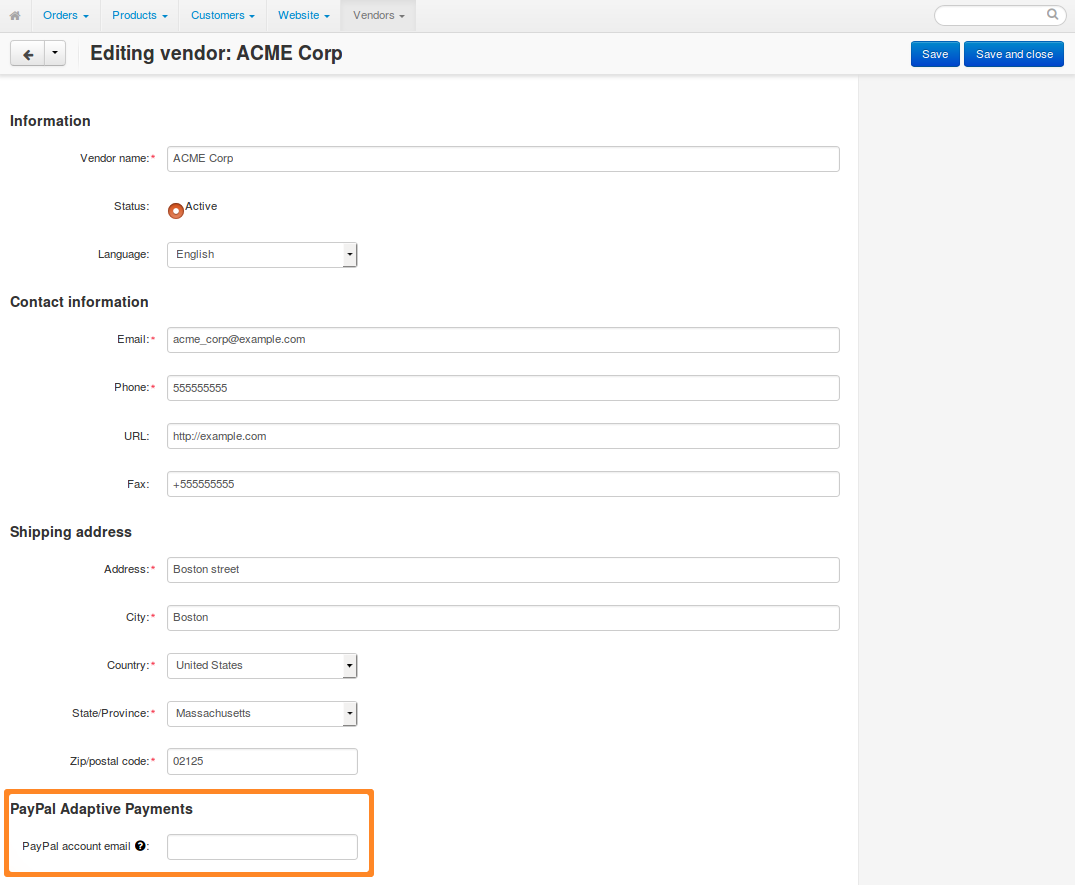 Orders Products Customers Website Vendors
Editing vendor: ACME Corp Save Save and close
Information
Vendor name:* ACME Corp
Status: Active
Language: English
Contact information
Email:* acme_corp@example.com
Phone:* 555555555
URL: http://example.com
Fax: +555555555
Shipping address
Address:* Boston street
City:* Boston
Country:* United States
State/Province:* Massachusetts
Zip/postal code:* 02125
PayPal Adaptive Payments
PayPal account email ?: